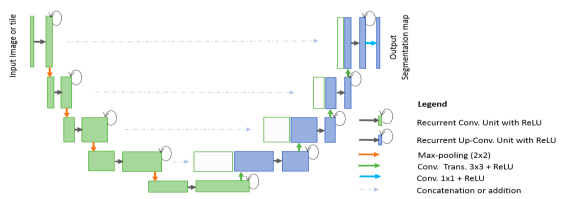 Input Image or tile
Output
Segmentation map
Legend
Recurrent Conv. Unit with ReLU
Recurrent Up-Conv. Unit with ReLU
Max-pooling (2x2)
Conv. Trans. 3x3 + ReLU
Conv. 1x1 + ReLU
Concatenation or addition